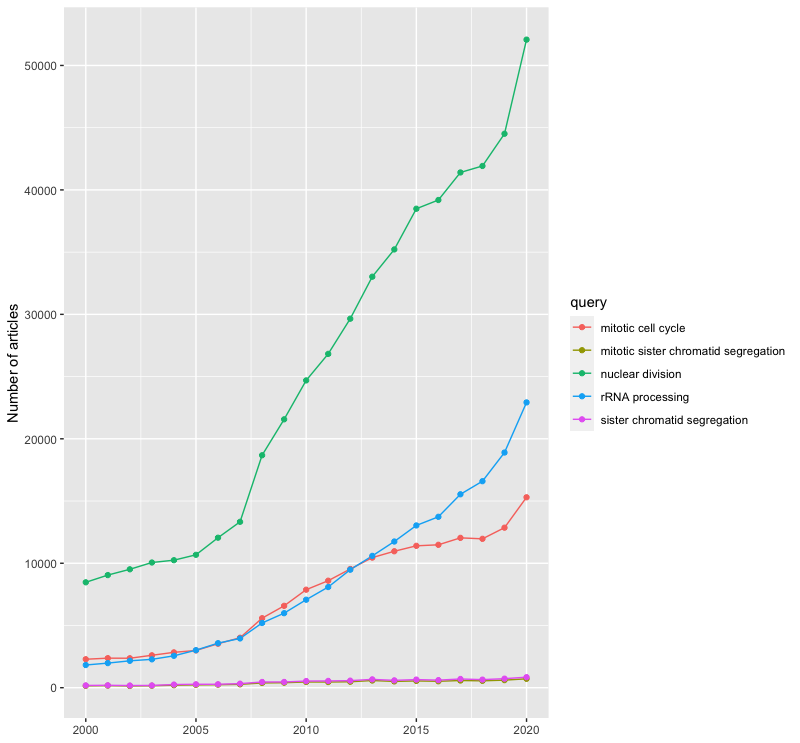 Number of articles
50000
40000
30000
20000
10000
0
2000 2005 2010 2015 2020
query
mitotic cell cycle
mitotic sister chromatid segregation
nuclear division
rRNA processing
sister chromatid segregation